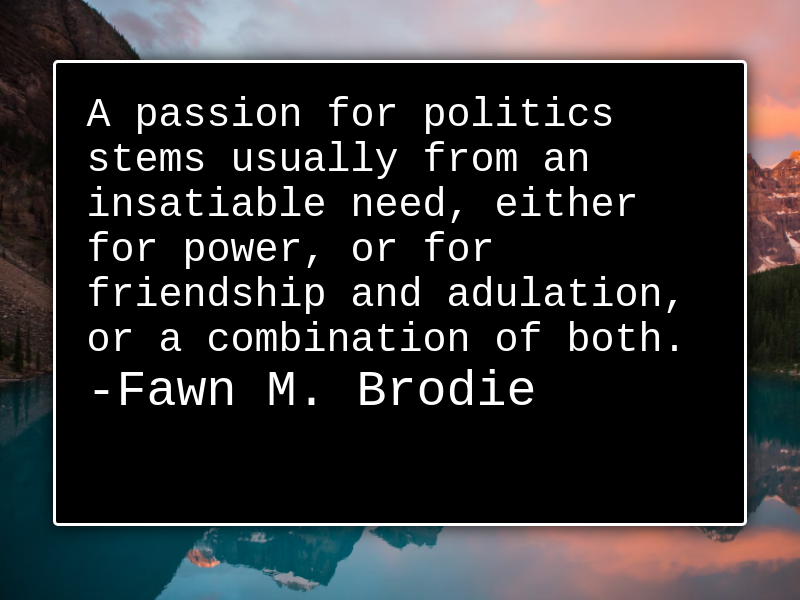 A passion for politics
stems usually from an
insatiable need, either
for power, or for
friendship and adulation,
or a combination of both.
-Fawn M. Brodie